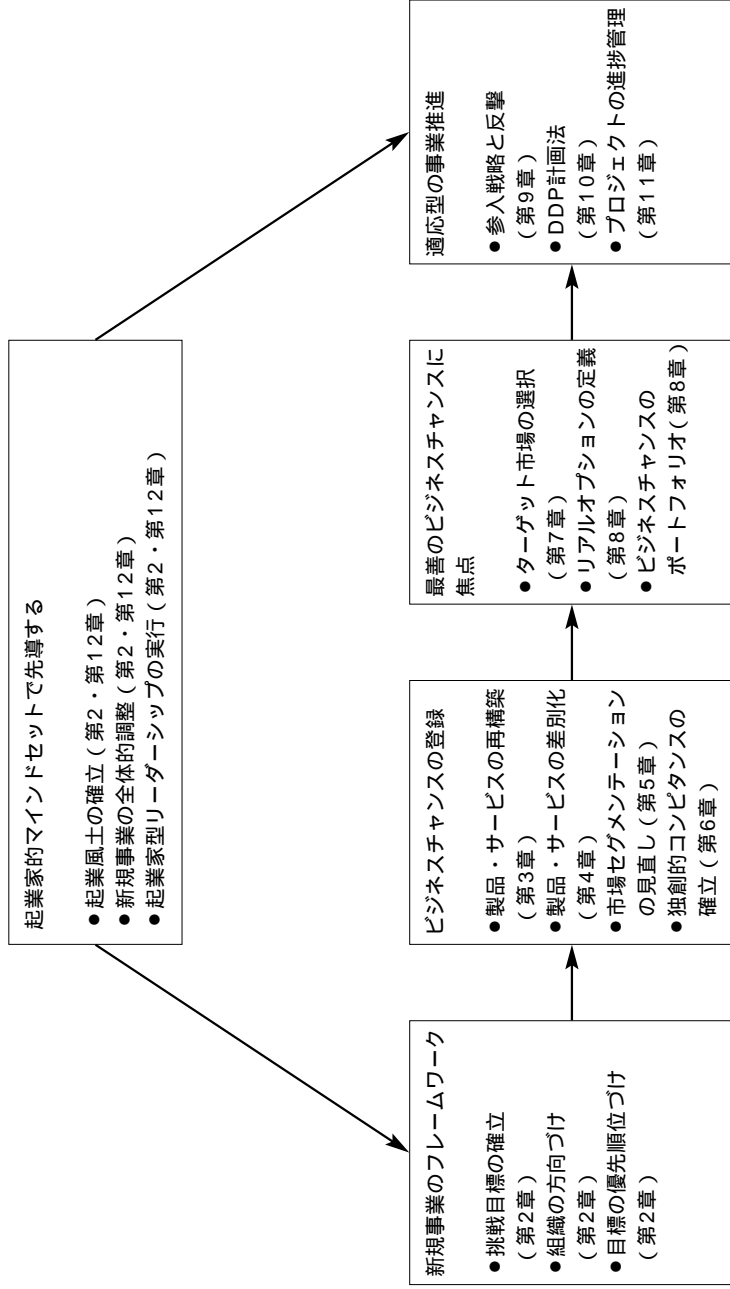 起業家的マインドセットで先導する
●起業風土の確立(第2・第12章)
●新規事業の全体的調整(第2・第12章)
●起業家型リーダーシップの実行(第2・第12章)
新規事業のフレームワーク
●挑戦目標の確立
(第2章)
●組織の方向づけ
(第2章)
●目標の優先順位づけ
(第2章)
ビジネスチャンスの登録
●製品・サービスの再構築
(第3章)
●製品・サービスの差別化
(第4章)
●市場セグメンテーション
の見直し(第5章)
●独創的コンピタンスの
確立(第6章)
最善のビジネスチャンスに
焦点
●ターゲット市場の選択
(第7章)
●リアルオプションの定義
(第8章)
●ビジネスチャンスの
ポートフォリオ(第8章)
適応型の事業推進
●参入戦略と反撃
(第9章)
●DDP計画法
(第10章)
●プロジェクトの進捗管理
(第11章)